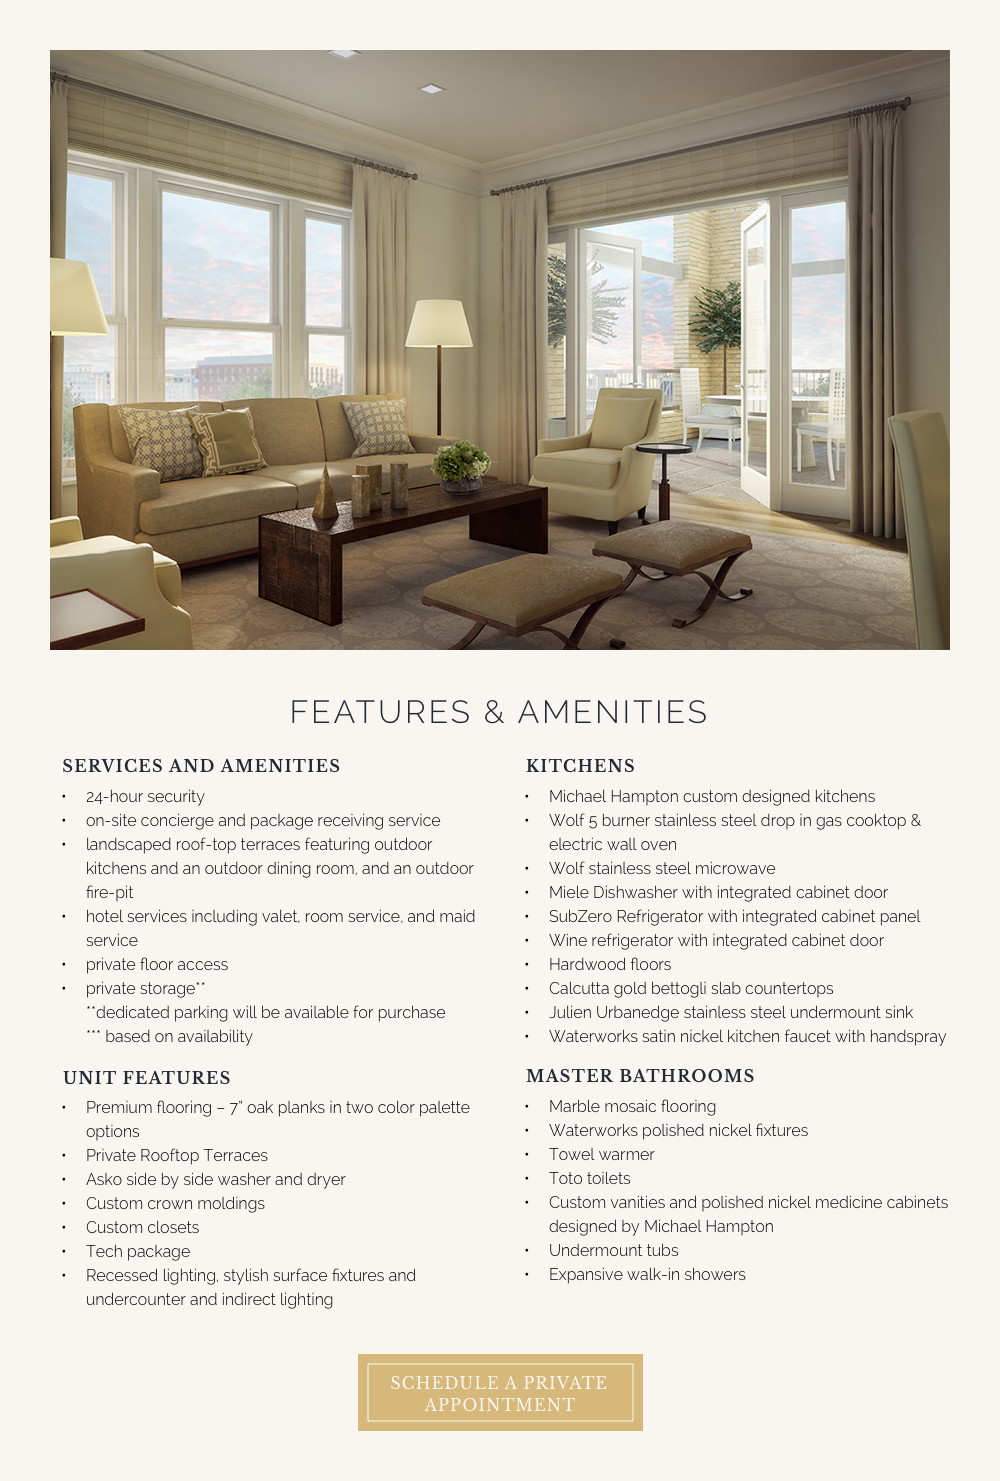 FEATURES & AMENITIES
SERVICES AND AMENITIES
• 24-hour security
• on-site concierge and package receiving service
• landscaped roof-top terraces featuring outdoor
kitchens and an outdoor dining room, and an outdoor
fire-pit
• hotel services including valet, room service, and maid
service
• private floor access
• private storage**
**dedicated parking will be available for purchase
*** based on availability
UNIT FEATURES
• Premium flooring – 7" oak planks in two color palette
options
• Private Rooftop Terraces
• Asko side by side washer and dryer
• Custom crown moldings
• Custom closets
• Tech package
• Recessed lighting, stylish surface fixtures and
undercounter and indirect lighting
KITCHENS
• Michael Hampton custom designed kitchens
• Wolf 5 burner stainless steel drop in gas cooktop &
electric wall oven
• Wolf stainless steel microwave
• Miele Dishwasher with integrated cabinet door
• SubZero Refrigerator with integrated cabinet panel
• Wine refrigerator with integrated cabinet door
• Hardwood floors
• Calcutta gold bettogli slab countertops
• Julien Urbanedge stainless steel undermount sink
• Waterworks satin nickel kitchen faucet with handspray
MASTER BATHROOMS
• Marble mosaic flooring
• Waterworks polished nickel fixtures
• Towel warmer
• Toto toilets
• Custom vanities and polished nickel medicine cabinets
designed by Michael Hampton
• Undermount tubs
• Expansive walk-in showers
SCHEDULE A PRIVATE
APPOINTMENT